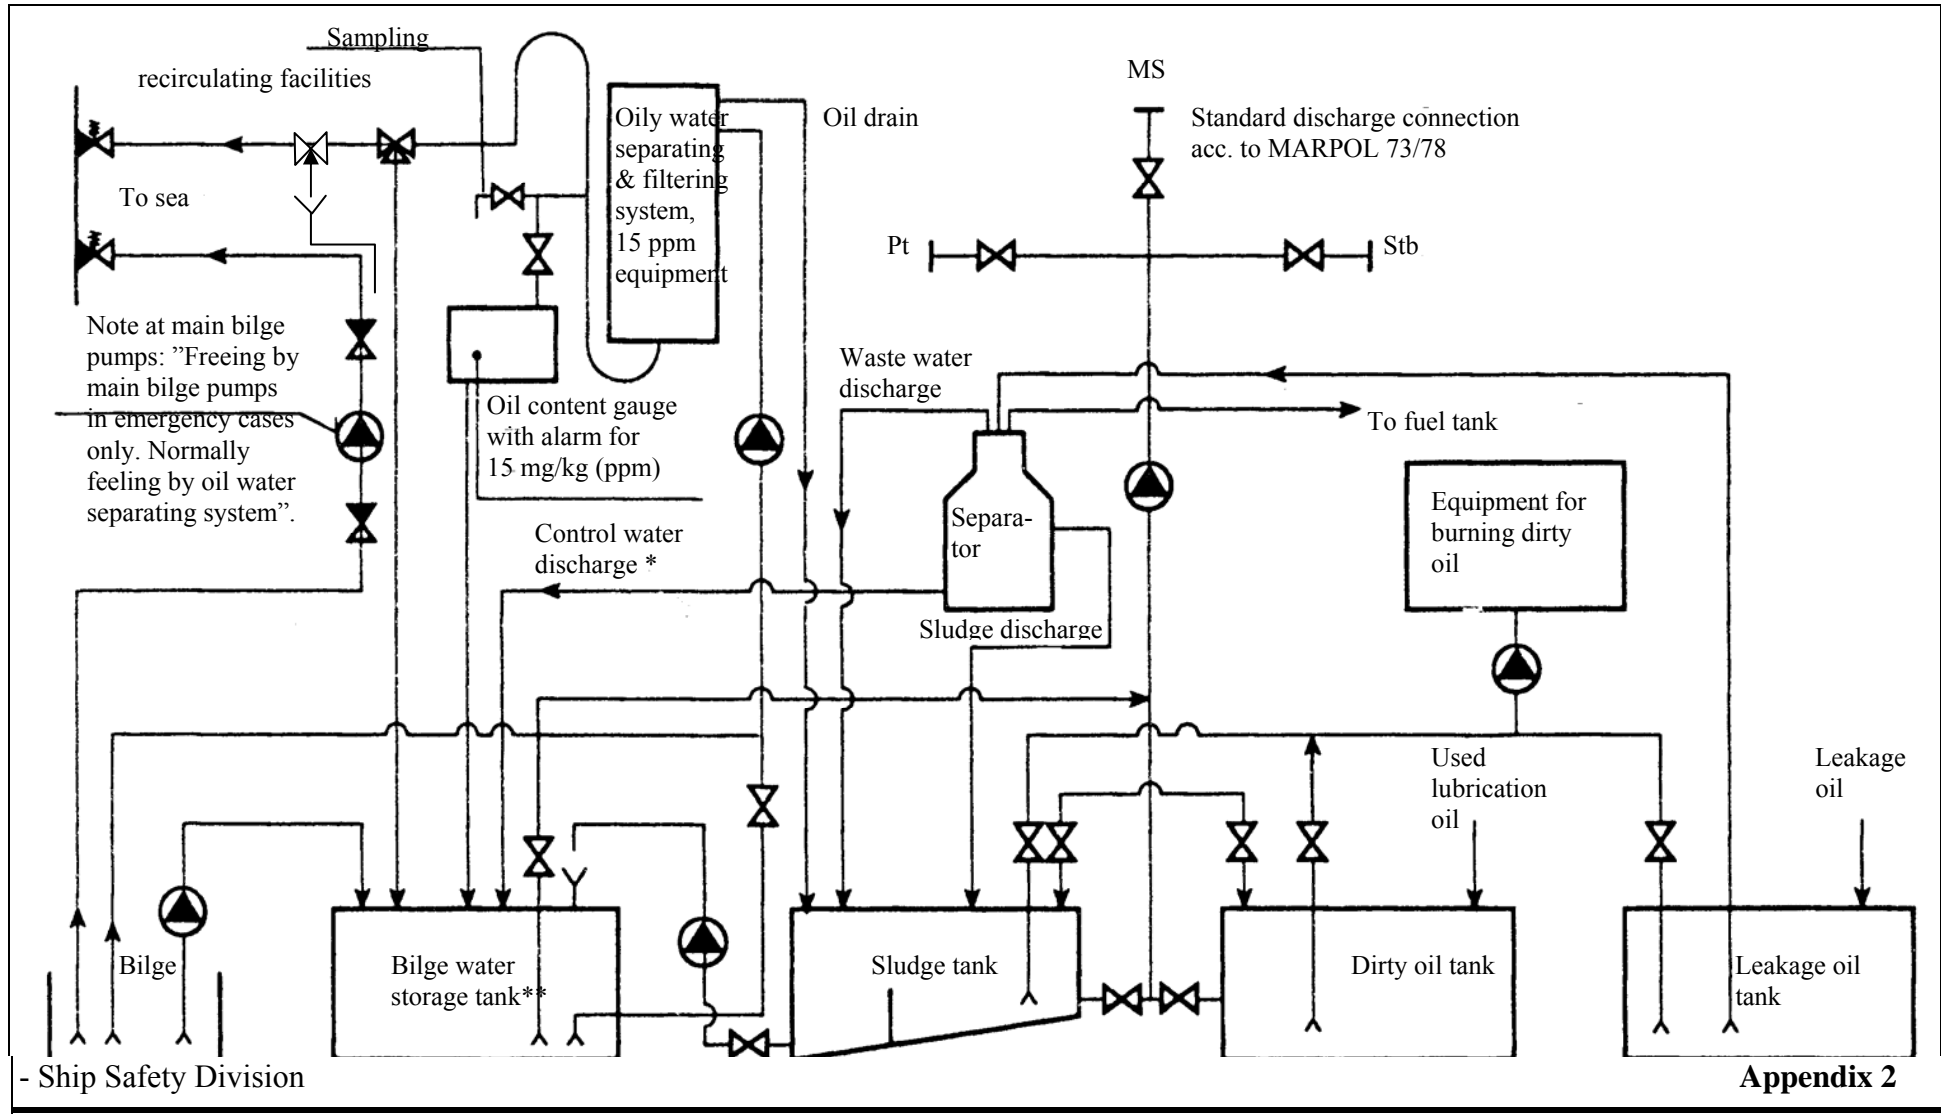 Sampling
recirculating facilities
To sea
Note at main bilge
pumps: ”Freeing by
main bilge pumps
in emergency cases
only. Normally
feeling by oil water
separating system”.
Oily water
separating
& filtering
system,
15 ppm
equipment
Oil drain
Oil content gauge
with alarm for
15 mg/kg (ppm)
Control water
discharge *
MS
Standard discharge connection
acc. to MARPOL 73/78
Pt
Stb
Waste water
discharge
To fuel tank
Separa-
tor
Sludge discharge
Equipment for
burning dirty
oil
Used
lubrication
oil
Leakage
oil
Bilge
Bilge water
storage tank**
Sludge tank
Dirty oil tank
Leakage oil
tank
- Ship Safety Division
Appendix 2